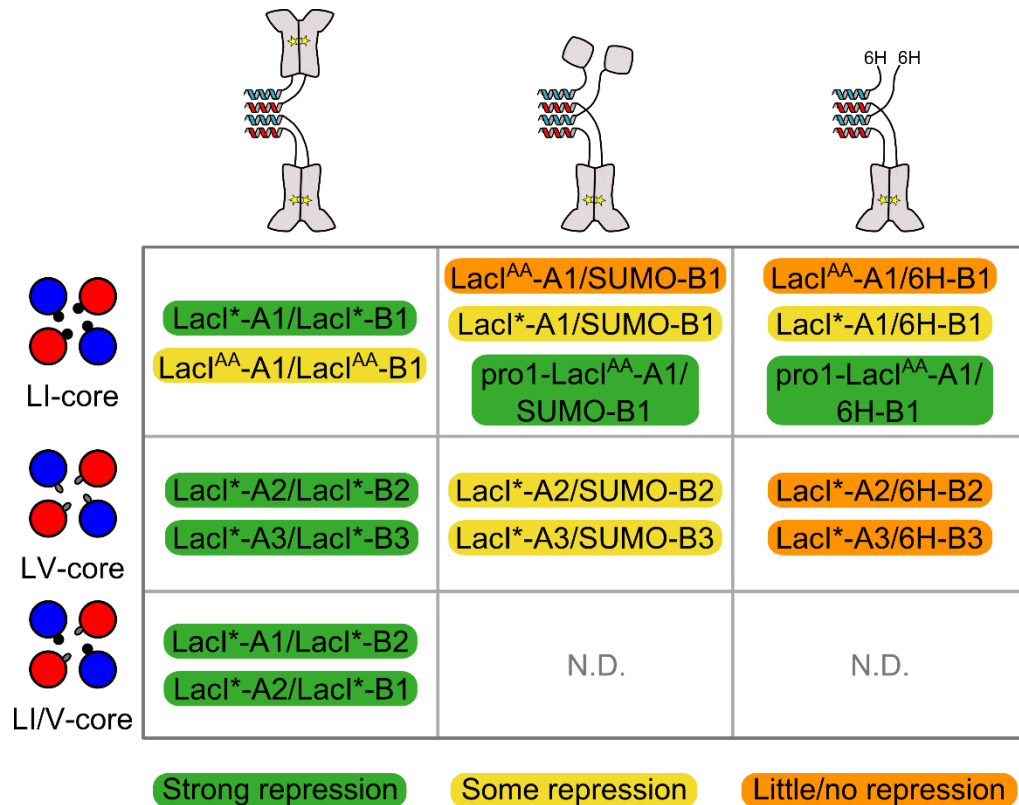 6H 6H
LI-core
LacI*-A1/LacI*-B1
LacI^AA-A1/LacI^AA-B1
LacI^AA-A1/SUMO-B1
LacI*-A1/SUMO-B1
pro1-LacI^AA-A1/
SUMO-B1
LacI^AA-A1/6H-B1
LacI*-A1/6H-B1
pro1-LacI^AA-A1/
6H-B1
LV-core
LacI*-A2/LacI*-B2
LacI*-A3/LacI*-B3
LacI*-A2/SUMO-B2
LacI*-A3/SUMO-B3
LacI*-A2/6H-B2
LacI*-A3/6H-B3
LI/V-core
LacI*-A1/LacI*-B2
LacI*-A2/LacI*-B1
N.D.
N.D.
Strong repression
Some repression
Little/no repression